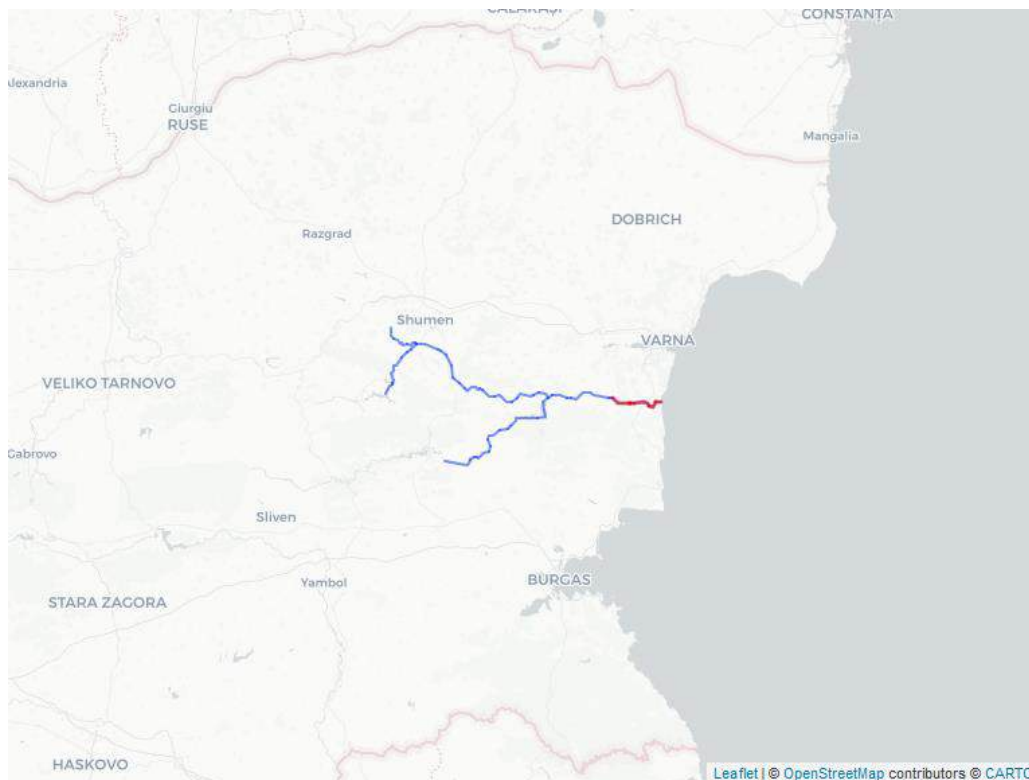 CĂLĂRAȘI
CONSTANȚA
Alexandria
Giurgiu
RUSE
Mangalia
DOBRICH
Razgrad
Shumen
VARNA
VELIKO TARNOVO
Gabrovo
Sliven
Yambol
BURGAS
STARA ZAGORA
HASKOVO
Leaflet | © OpenStreetMap contributors © CARTO